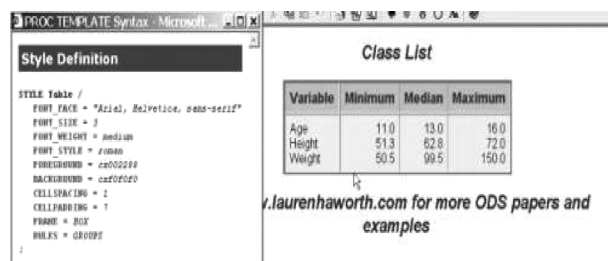 PROC TEMPLATE Syntax - Microsoft ...
Style Definition
STYLE Table /
FONT_FACE = "Arial, Helvetica, sans-serif"
FONT_SIZE = 3
FONT_WEIGHT = medium
FONT_STYLE = roman
FOREGROUND = cx002288
BACKGROUND = cxf0f0f0
CELLSPACING =
CELLPADDING =
FRAME = BOX
RULES = GROUPS
;
Class List
Variable Minimum Median Maximum
Age 11.0 13.0 16.0
Height 51.3 62.8 72.0
Weight 50.5 99.5 150.0
.laurenhaworth.com for more ODS papers and
examples